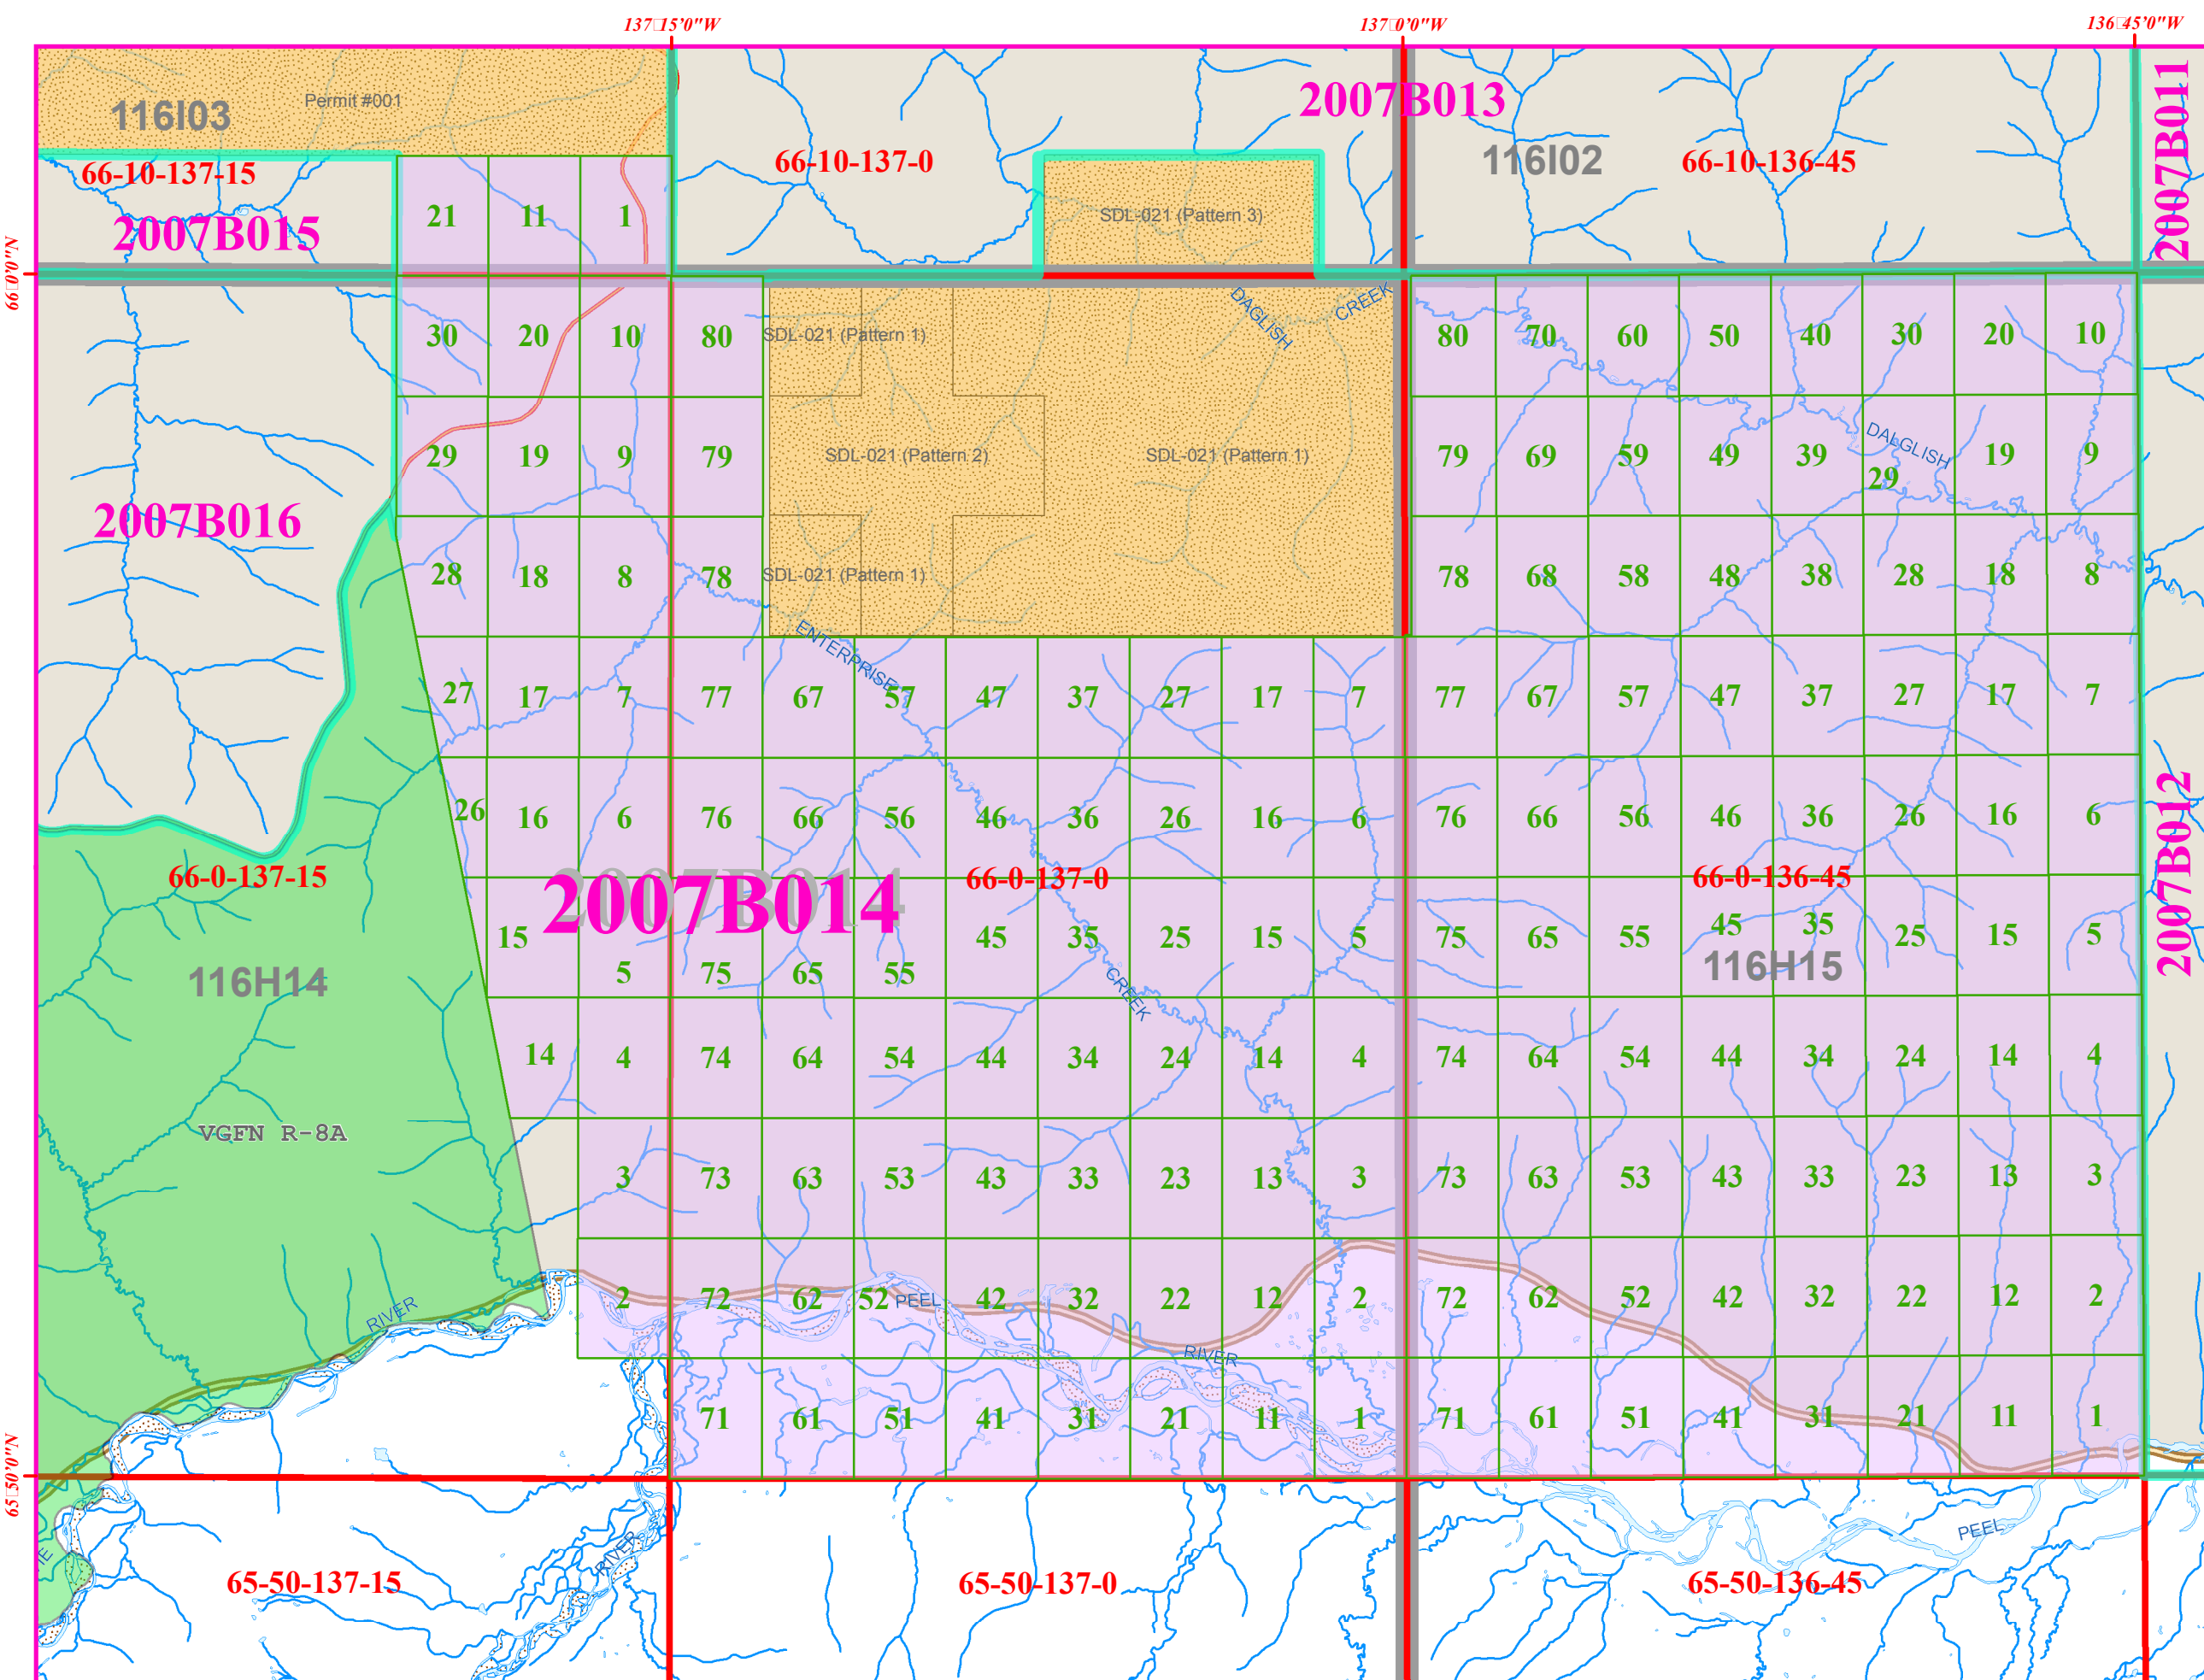 137°15'0"W 137°0'0"W 136°45'0"W
2007B013
2007B011
Permit #001
116I03
116I02
66-10-137-15 66-10-137-0 66-10-136-45
2007B015
21 11 1
SDL-021 (Pattern 3)
66°0'0"N
DAGLISH CREEK
30 20 10 80 SDL-021 (Pattern 1) 80 70 60 50 40 30 20 10
DALGLISH
29 19 9 79 SDL-021 (Pattern 2) SDL-021 (Pattern 1) 79 69 59 49 39 29 19 9
2007B016
28 18 8 78 SDL-021 (Pattern 1) 78 68 58 48 38 28 18 8
ENTERPRISE
27 17 7 77 67 57 47 37 27 17 7 77 67 57 47 37 27 17 7
26 16 6 76 66 56 46 36 26 16 6 76 66 56 46 36 26 16 6
2007B012
66-0-137-15 66-0-137-0 66-0-136-45
2007B014
15 5 75 65 55 45 35 25 15 5 75 65 55 45 35 25 15 5
116H14
116H15
CREEK
14 4 74 64 54 44 34 24 14 4 74 64 54 44 34 24 14 4
VGFN R-8A
3 73 63 53 43 33 23 13 3 73 63 53 43 33 23 13 3
RIVER
2 72 62 52 PEEL 42 32 22 12 2 72 62 52 42 32 22 12 2
RIVER
71 61 51 41 31 21 11 1 71 61 51 41 31 21 11 1
65°50'0"N
PEEL
RIVER
65-50-137-15 65-50-137-0 65-50-136-45